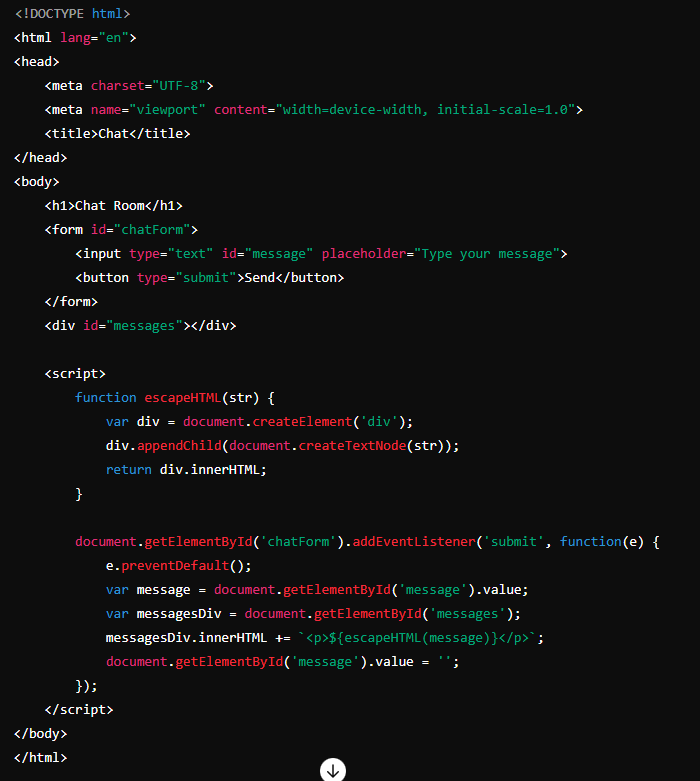 <!DOCTYPE html>
<html lang="en">
<head>
    <meta charset="UTF-8">
    <meta name="viewport" content="width=device-width, initial-scale=1.0">
    <title>Chat</title>
</head>
<body>
    <h1>Chat Room</h1>
    <form id="chatForm">
        <input type="text" id="message" placeholder="Type your message">
        <button type="submit">Send</button>
    </form>
    <div id="messages"></div>

    <script>
        function escapeHTML(str) {
            var div = document.createElement('div');
            div.appendChild(document.createTextNode(str));
            return div.innerHTML;
        }

        document.getElementById('chatForm').addEventListener('submit', function(e) {
            e.preventDefault();
            var message = document.getElementById('message').value;
            var messagesDiv = document.getElementById('messages');
            messagesDiv.innerHTML += `<p>${escapeHTML(message)}</p>`;
            document.getElementById('message').value = '';
        });
    </script>
</body>
</html>